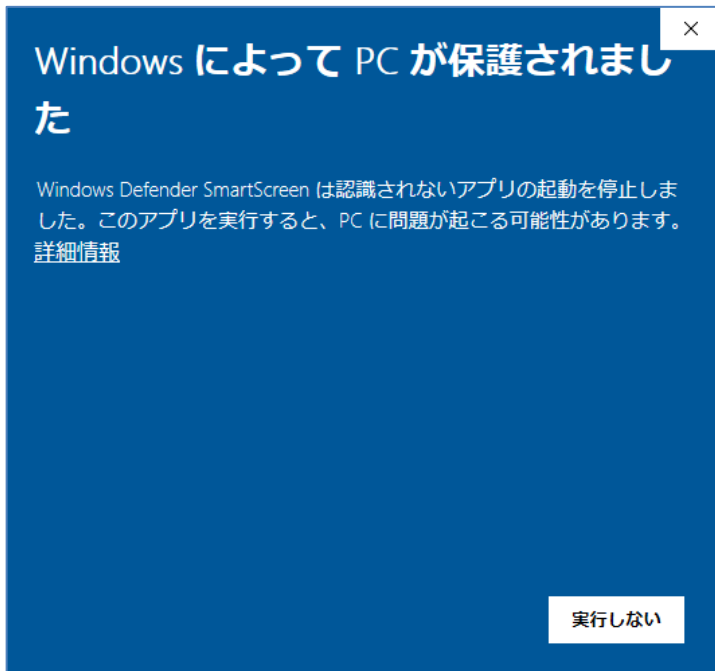 Windows によって PC が保護されまし
た
Windows Defender SmartScreen は認識されないアプリの起動を停止しま
した。このアプリを実行すると、PC に問題が起こる可能性があります。
詳細情報
実行しない